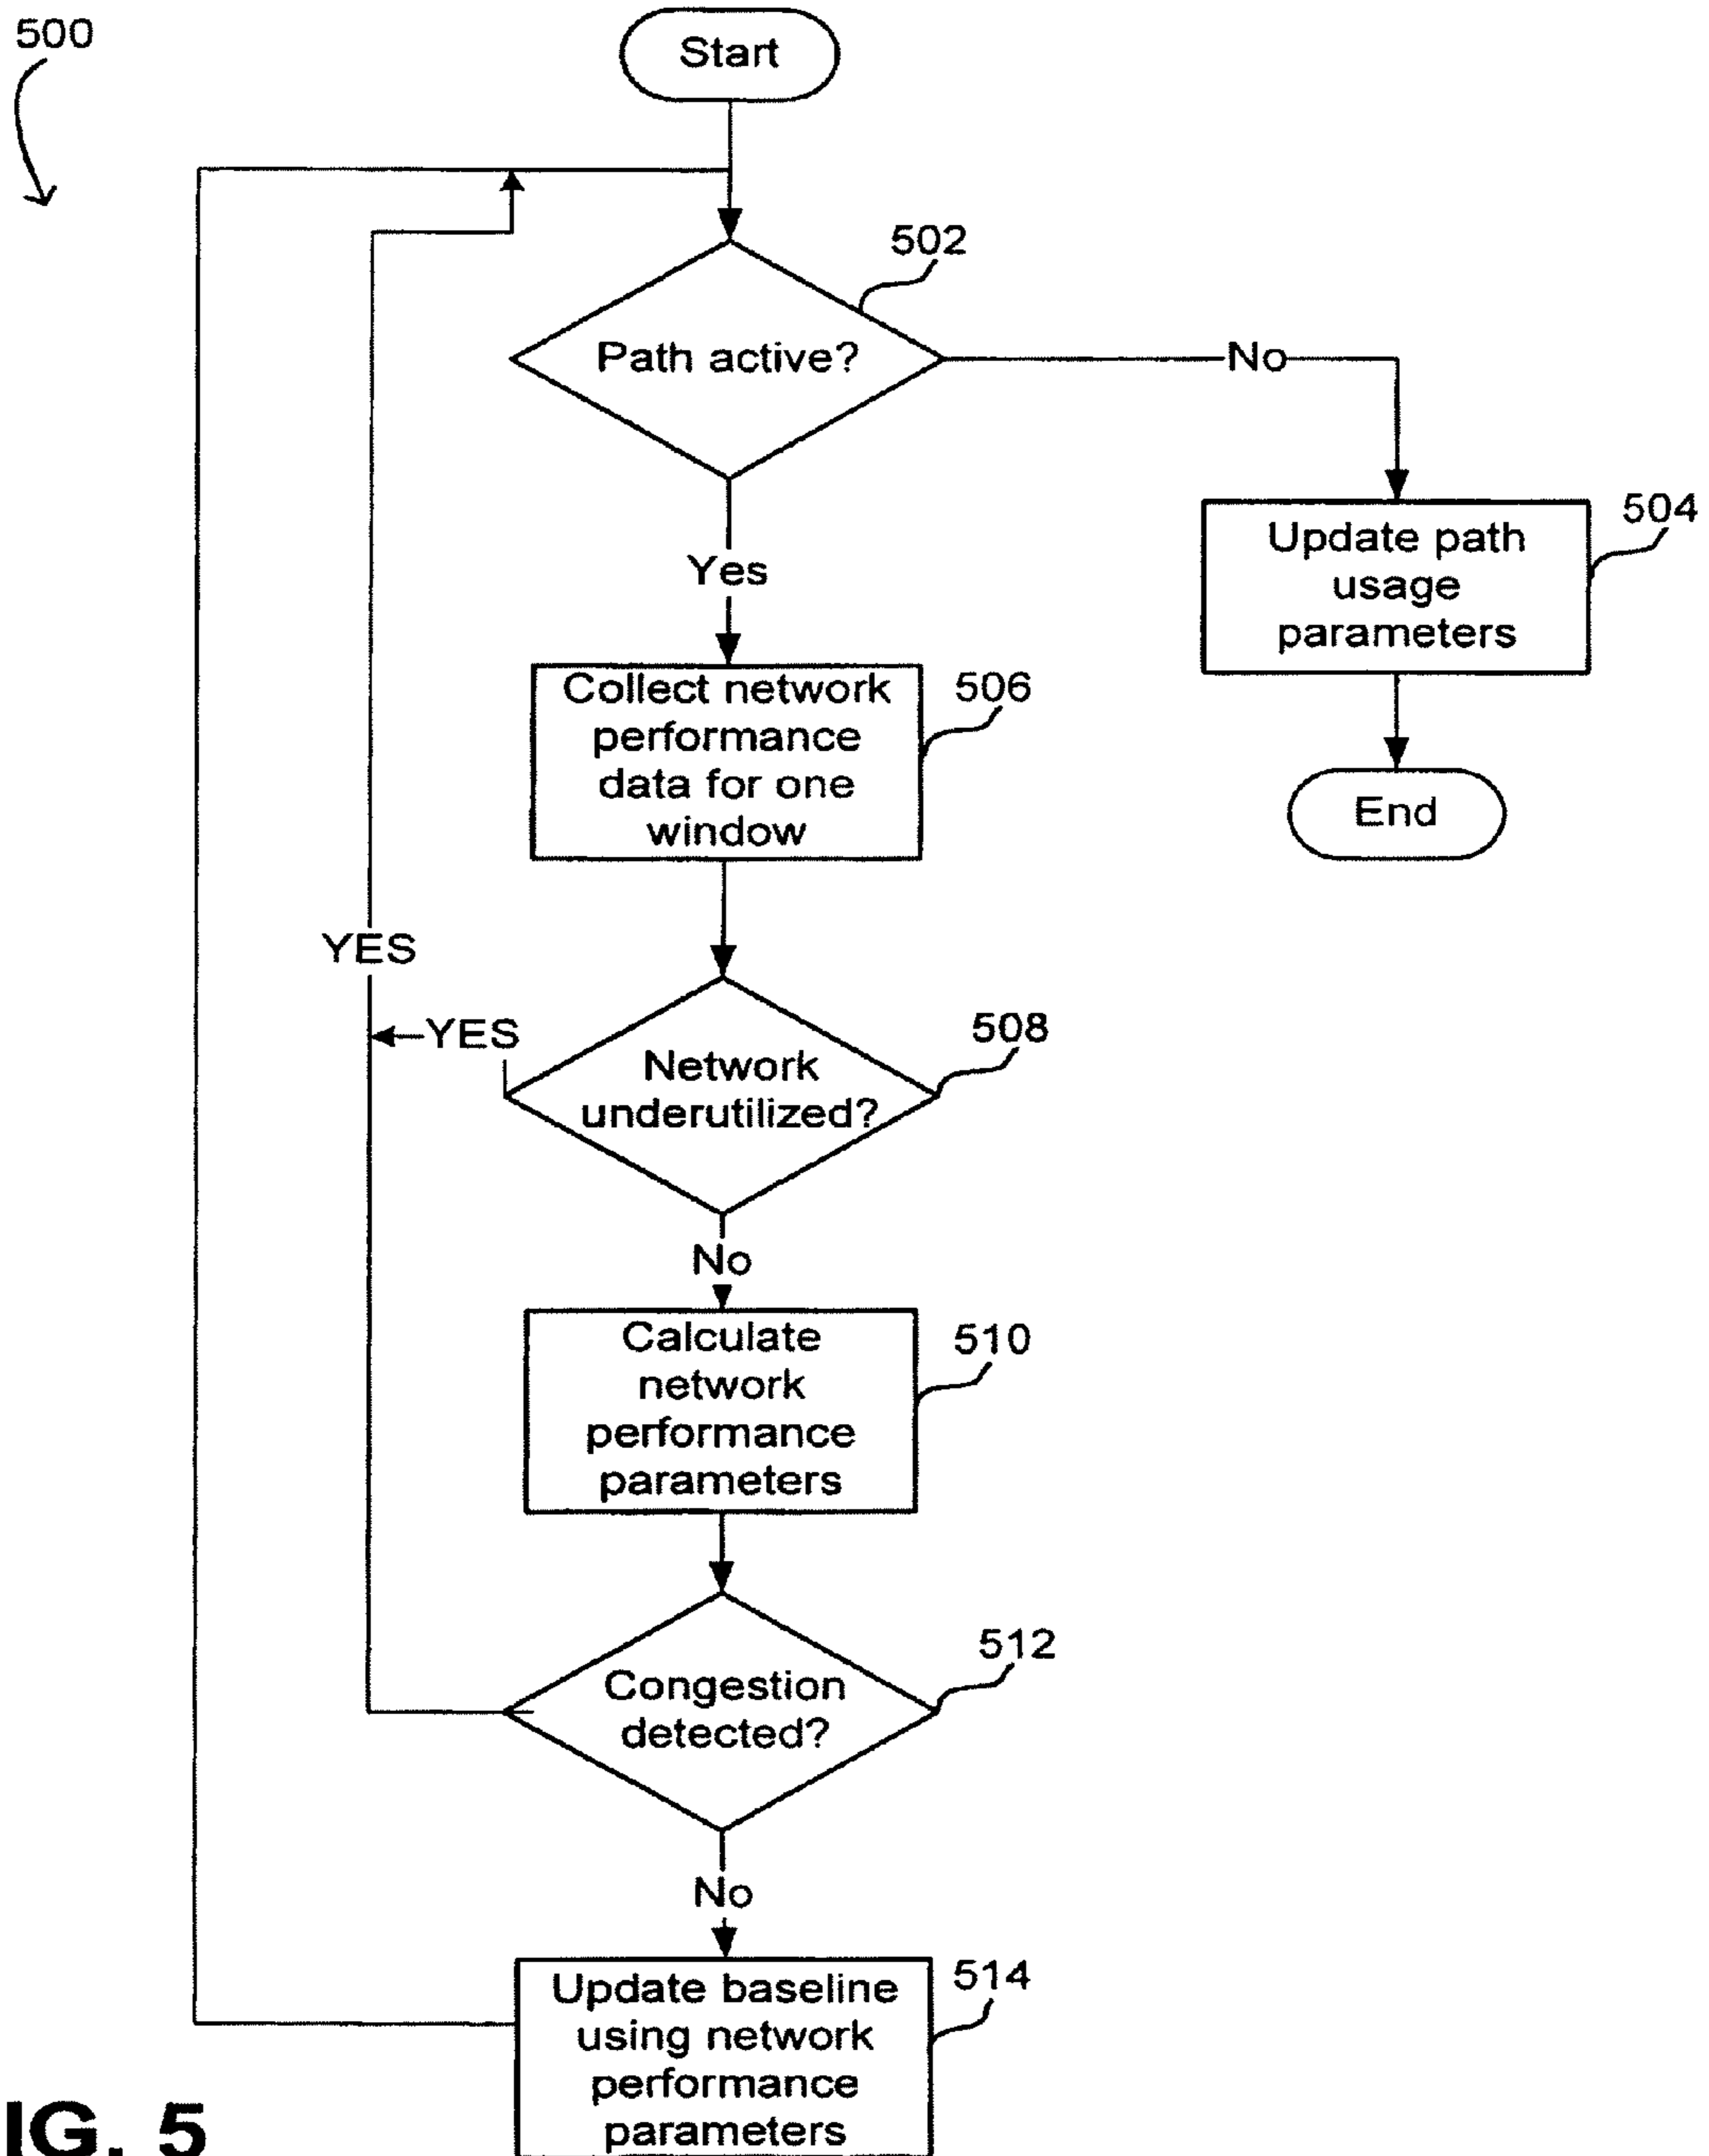 500
Start
502
Path active?
No
Yes
504
Update path
usage
parameters
506
Collect network
performance
data for one
window
End
YES
YES
508
Network
underutilized?
No
510
Calculate
network
performance
parameters
512
Congestion
detected?
No
514
Update baseline
using network
performance
parameters
IG. 5